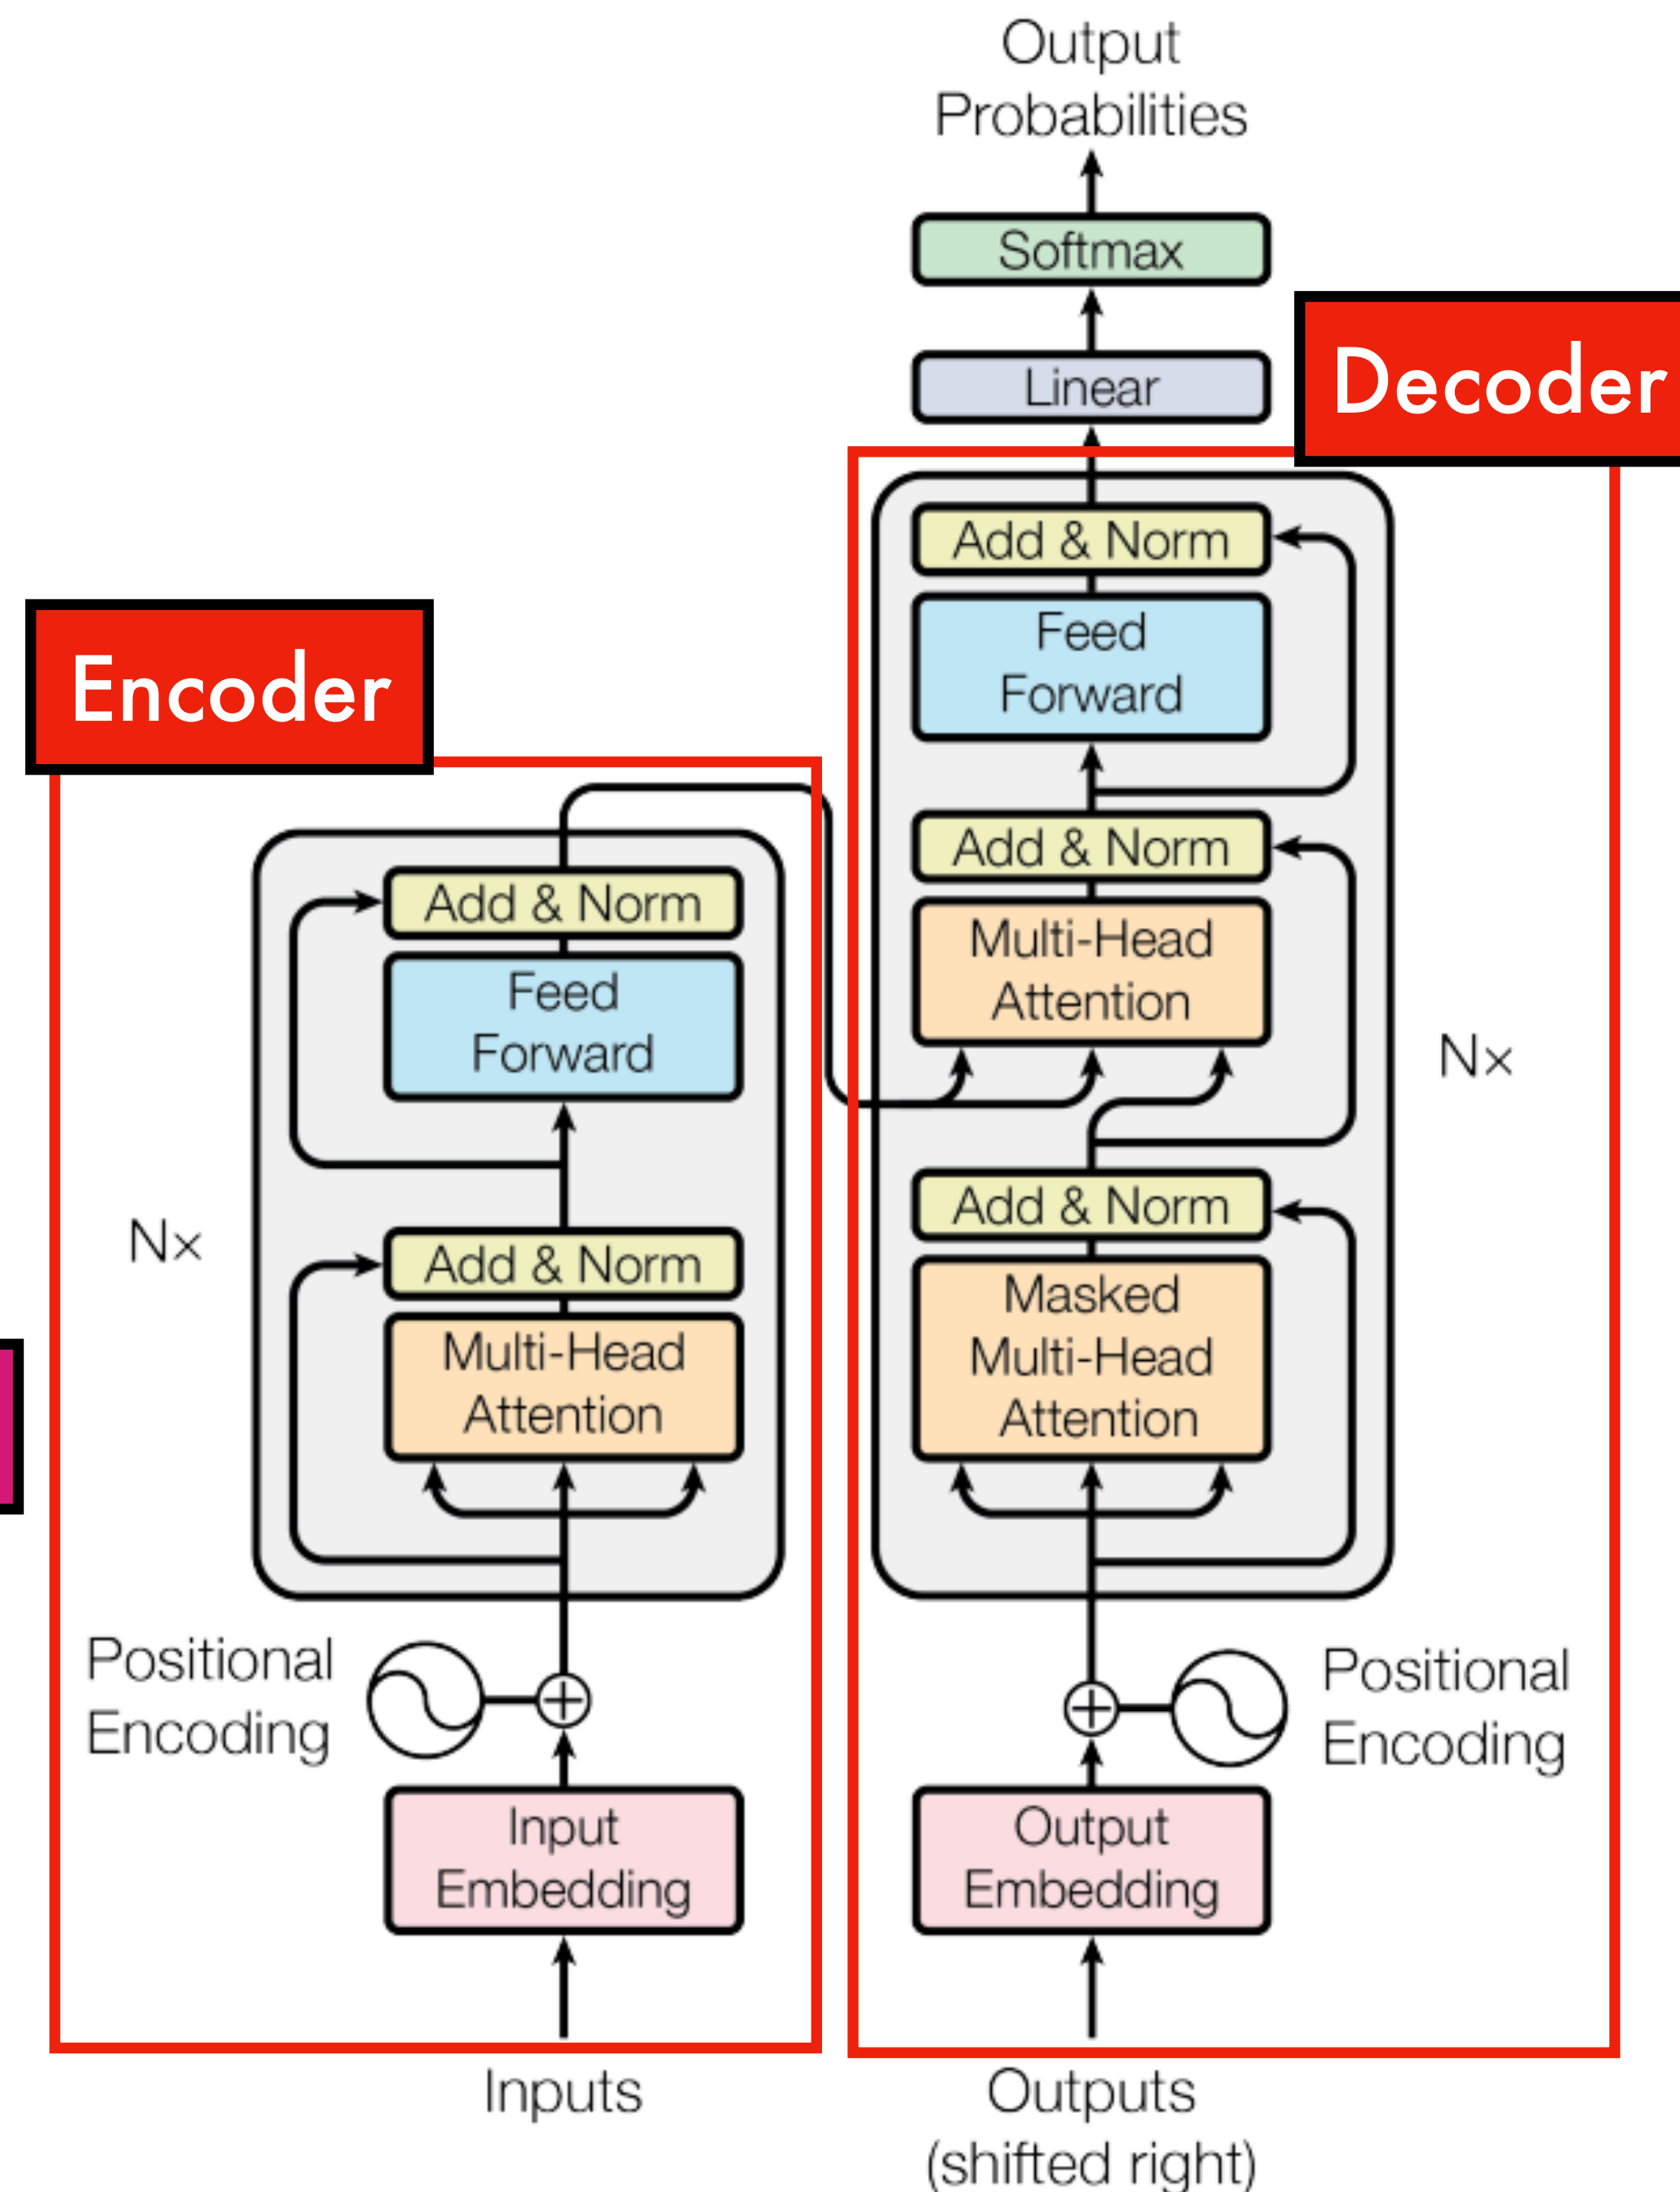 Output
Probabilities
Softmax
Linear
Decoder
Add & Norm
Feed
Forward
Add & Norm
Multi-Head
Attention
Nx
Add & Norm
Masked
Multi-Head
Attention
Positional
Encoding
Output
Embedding
Outputs
(shifted right)
Encoder
Add & Norm
Feed
Forward
Nx
Add & Norm
Multi-Head
Attention
Positional
Encoding
Input
Embedding
Inputs